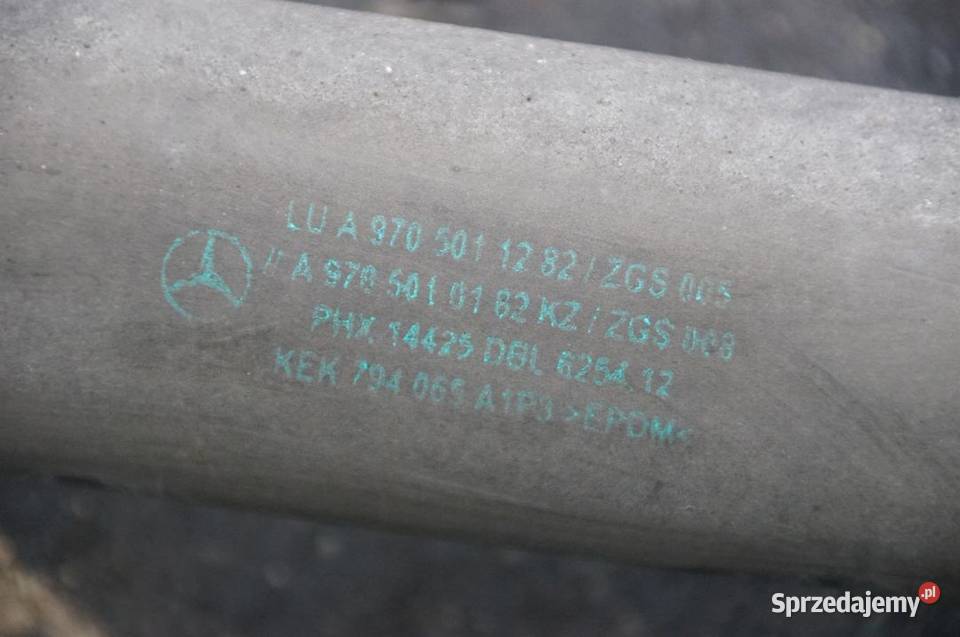 LU A 970 501 12 82 / ZGS 005
// A 970 501 01 82 KZ / ZGS 008
PHX 14425 DBL 6254.12
KEK 794 065 A1P3 >EPDM<
Sprzedajemy.pl